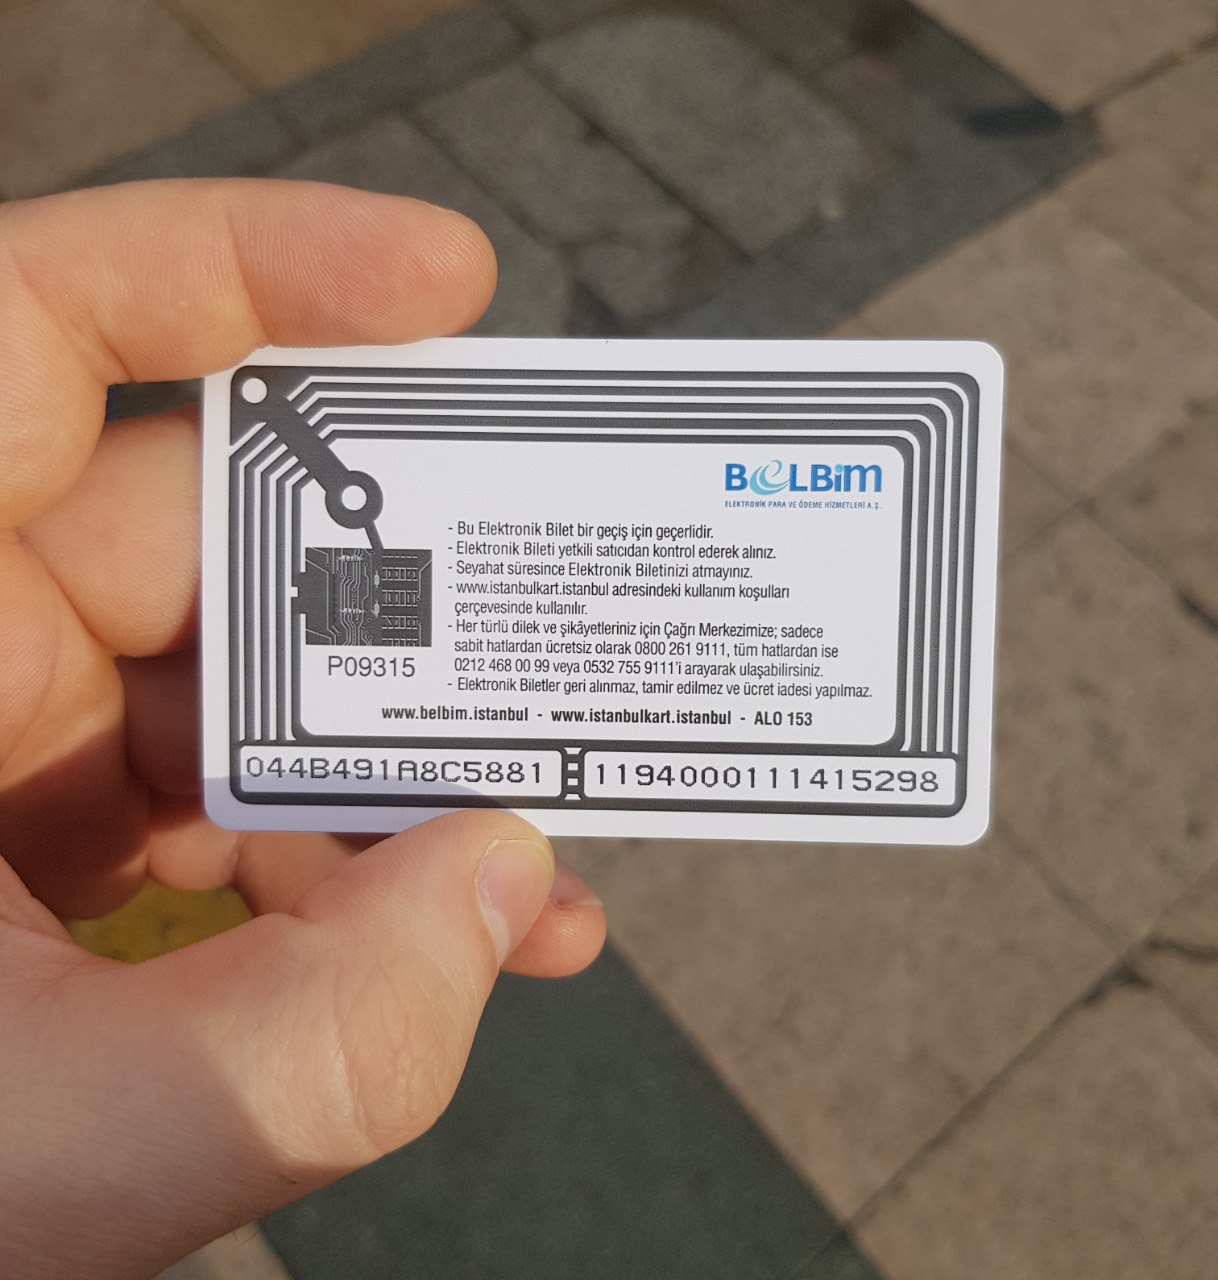 BELBiM
ELEKTRONİK PARA VE ÖDEME HİZMETLERİ A.Ş.
- Bu Elektronik Bilet bir geçiş için geçerlidir.
- Elektronik Bileti yetkili satıcıdan kontrol ederek alınız.
- Seyahat süresince Elektronik Biletinizi atmayınız.
- www.istanbulkart.istanbul adresindeki kullanım koşulları
çerçevesinde kullanılır.
- Her türlü dilek ve şikâyetleriniz için Çağrı Merkezimize; sadece
sabit hatlardan ücretsiz olarak 0800 261 9111, tüm hatlardan ise
0212 468 00 99 veya 0532 755 9111'i arayarak ulaşabilirsiniz.
- Elektronik Biletler geri alınmaz, tamir edilmez ve ücret iadesi yapılmaz.
P09315
www.belbim.istanbul - www.istanbulkart.istanbul - ALO 153
044B491A8C5881 1194000111415298